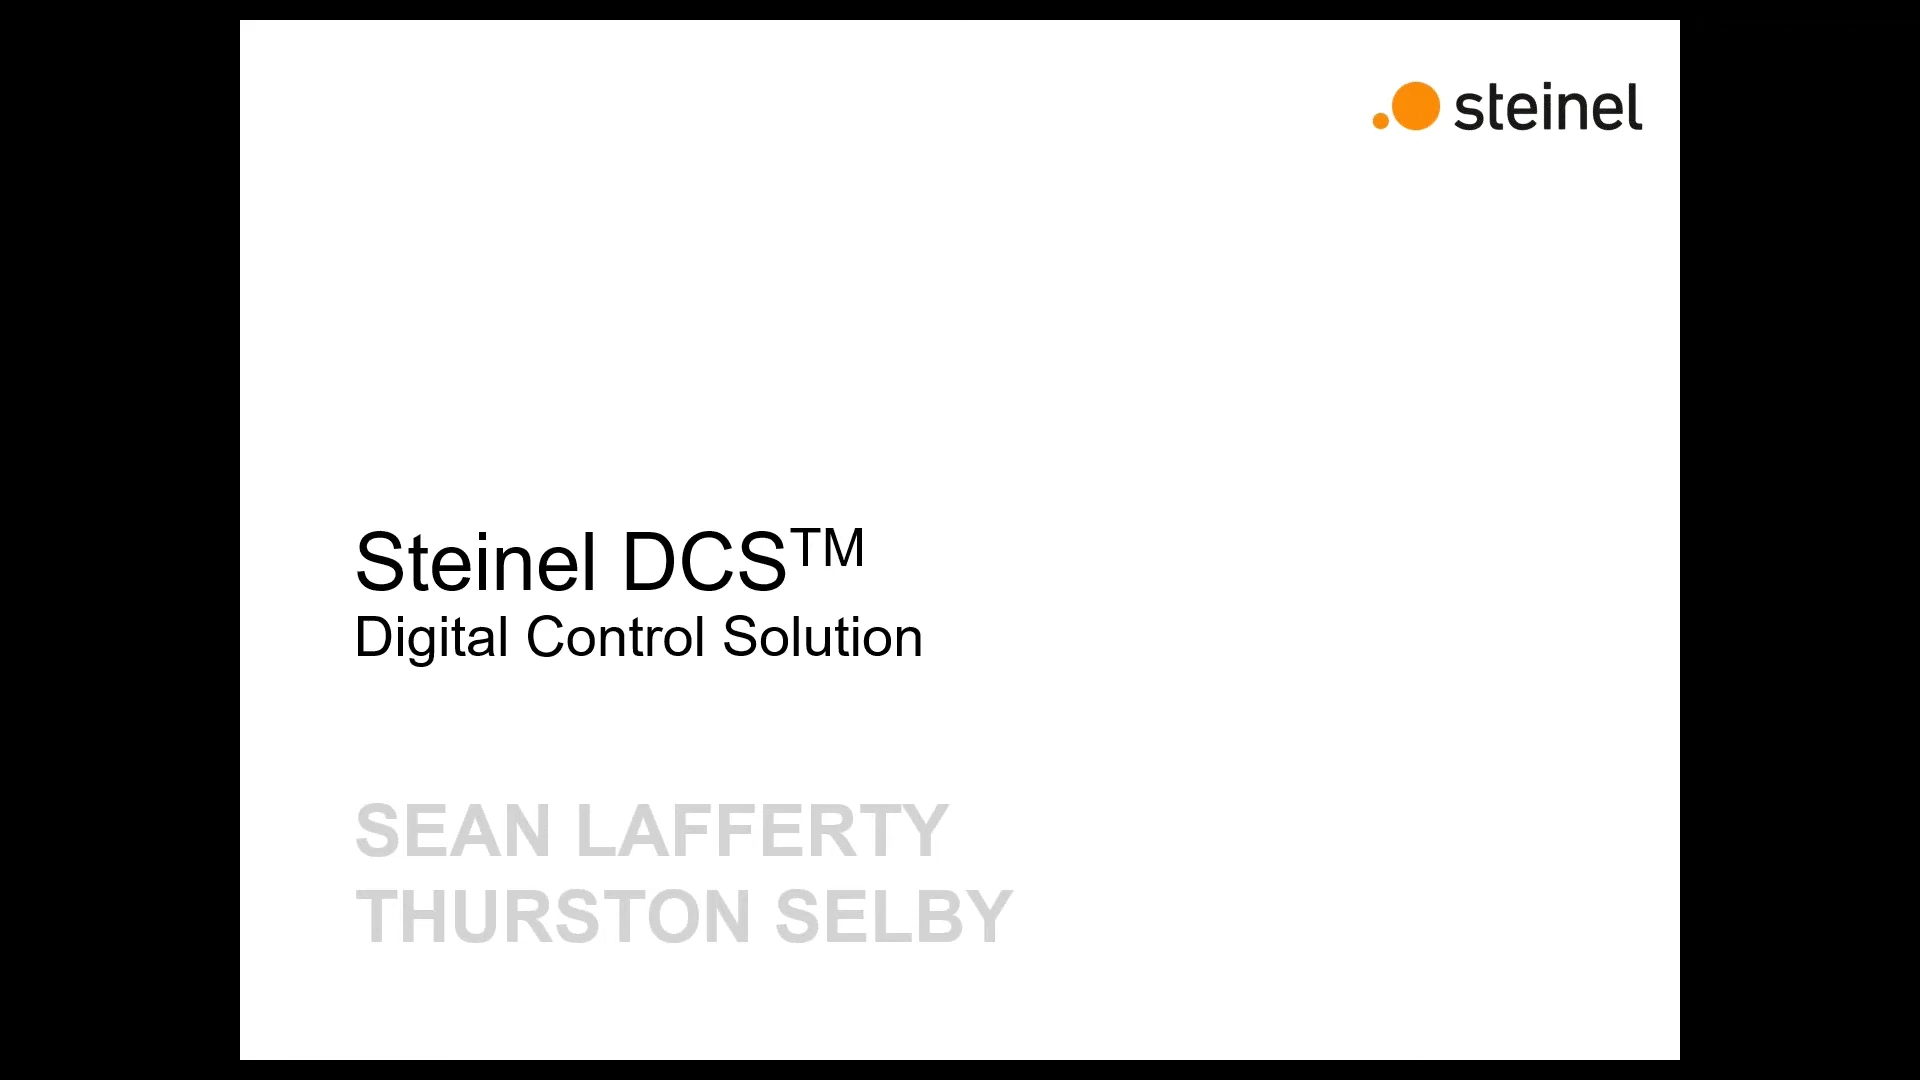 steinel
Steinel DCS™
Digital Control Solution
SEAN LAFFERTY
THURSTON SELBY